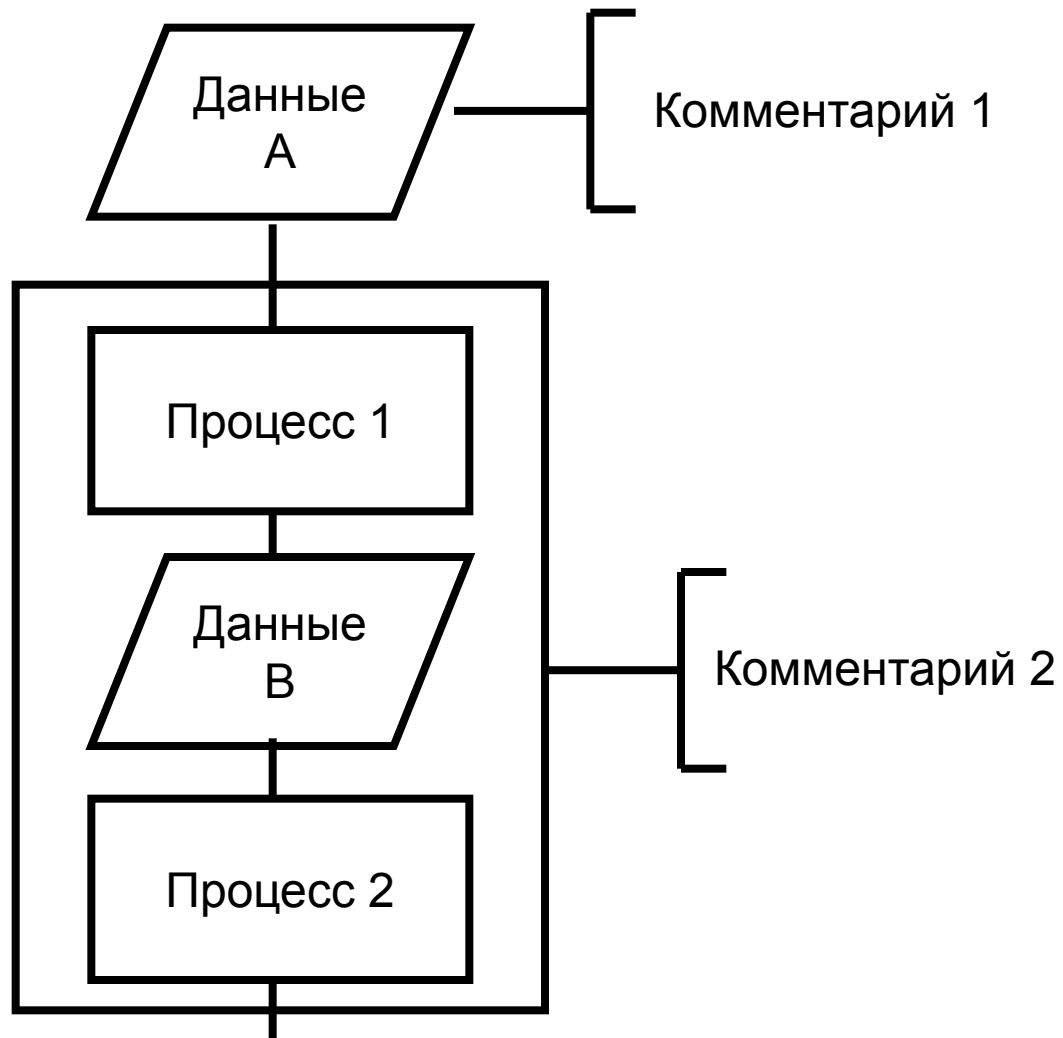 Данные
А
Комментарий 1
Процесс 1
Данные
В
Комментарий 2
Процесс 2